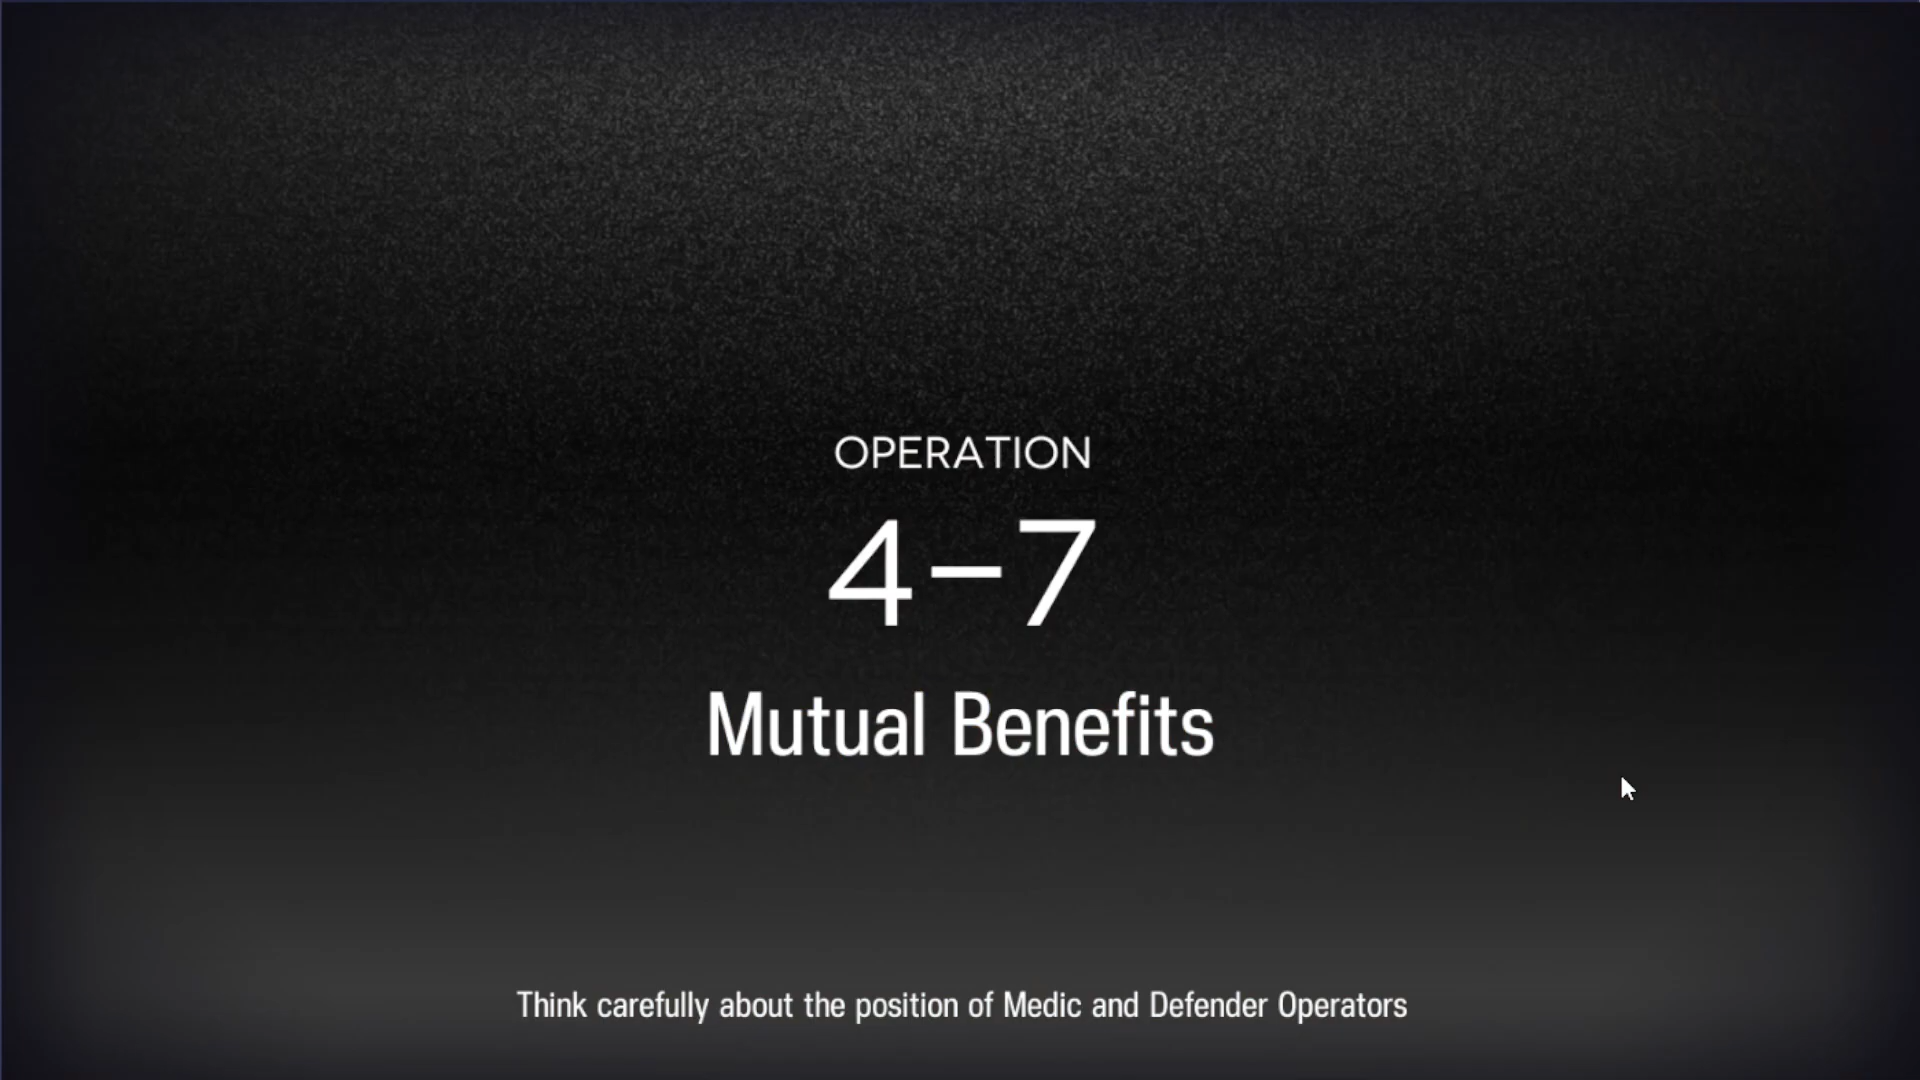 OPERATION
4–7
Mutual Benefits
Think carefully about the position of Medic and Defender Operators